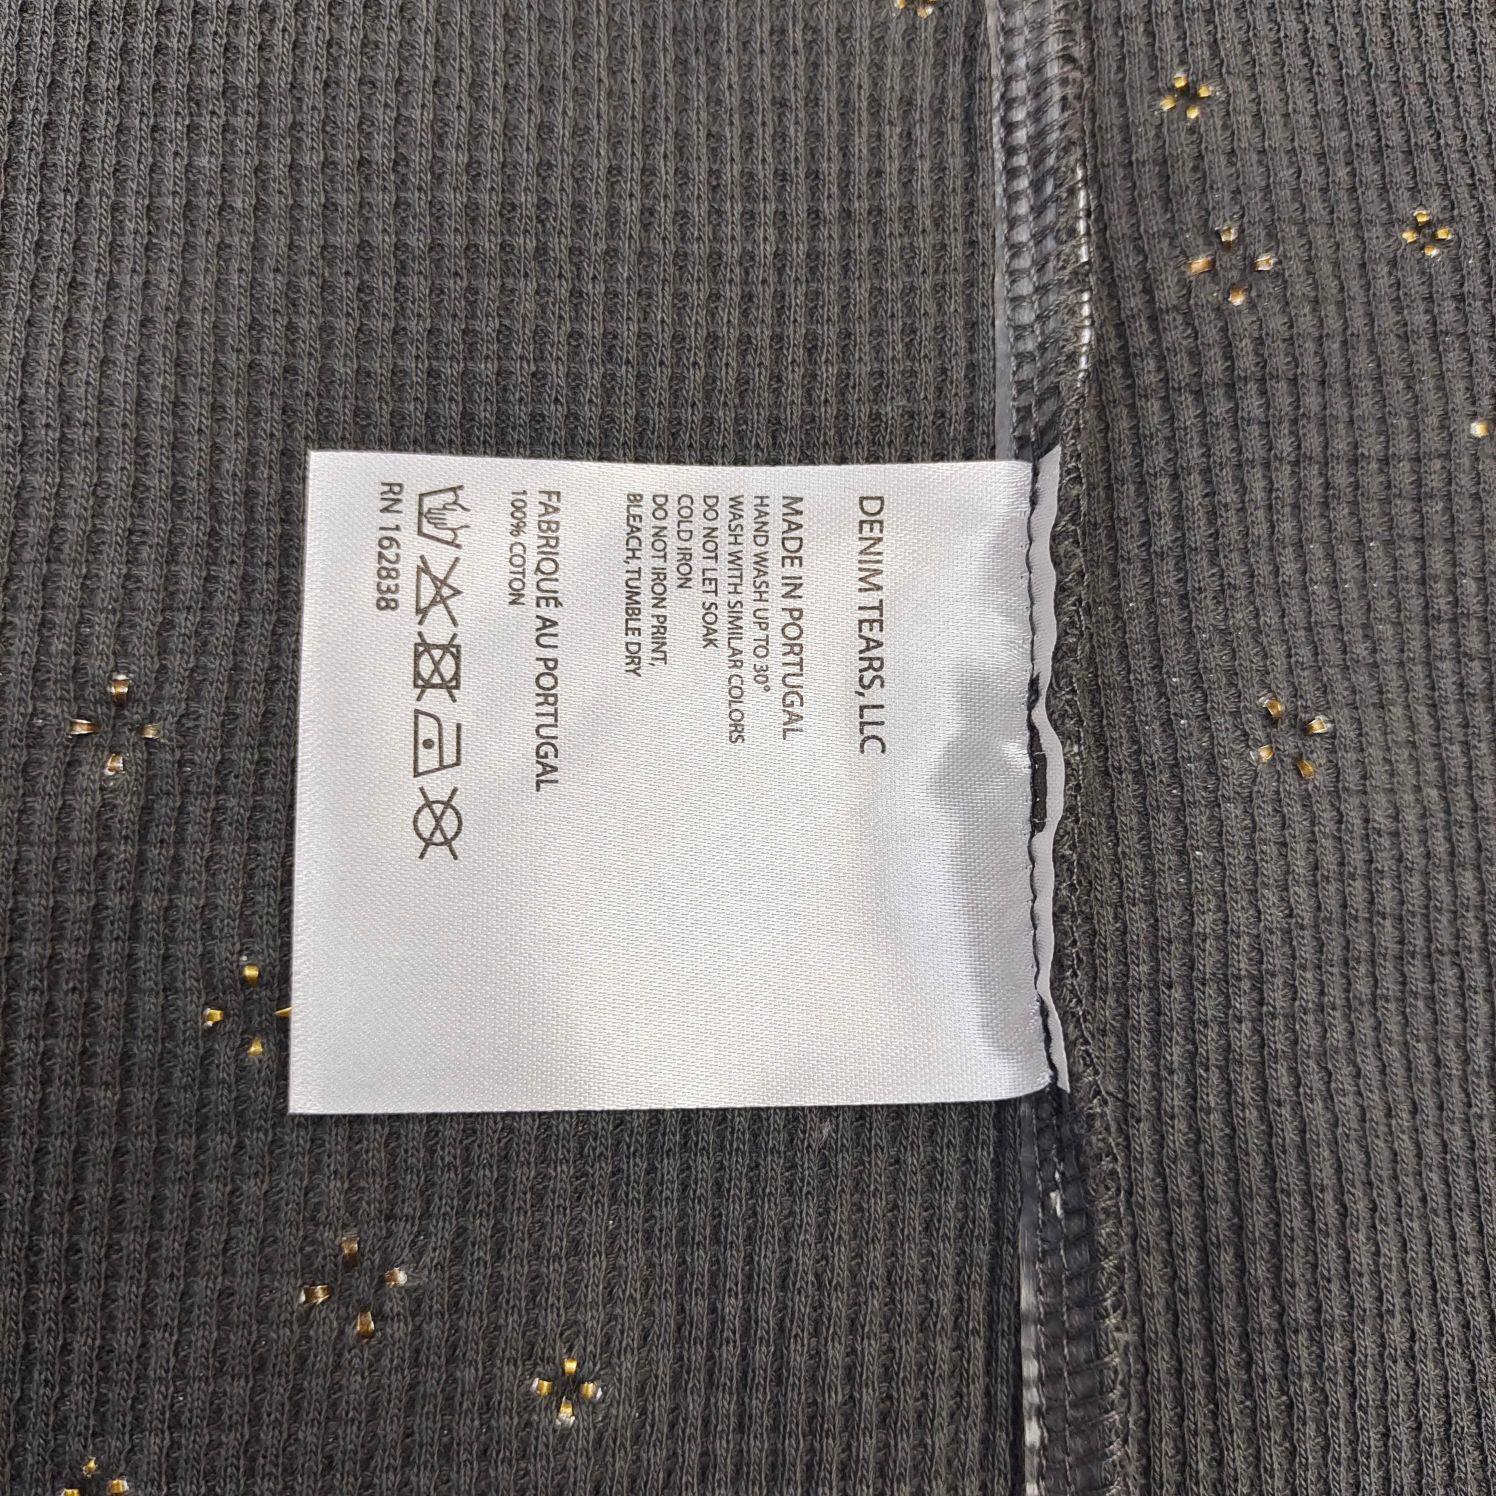 DENIM TEARS, LLC
MADE IN PORTUGAL
HAND WASH UP TO 30°
WASH WITH SIMILAR COLORS
DO NOT LET SOAK
COLD IRON
DO NOT IRON PRINT,
BLEACH, TUMBLE DRY
FABRIQUÉ AU PORTUGAL
100% COTON
RN 162838